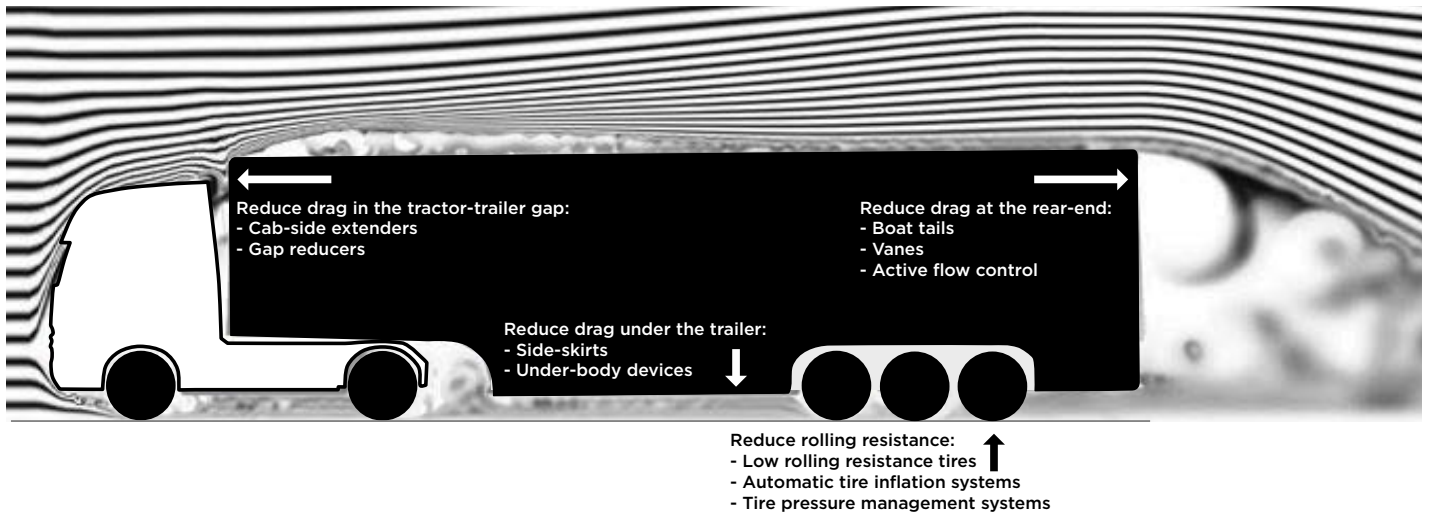 Reduce drag in the tractor-trailer gap:
- Cab-side extenders
- Gap reducers
Reduce drag at the rear-end:
- Boat tails
- Vanes
- Active flow control
Reduce drag under the trailer:
- Side-skirts
- Under-body devices
Reduce rolling resistance:
- Low rolling resistance tires
- Automatic tire inflation systems
- Tire pressure management systems